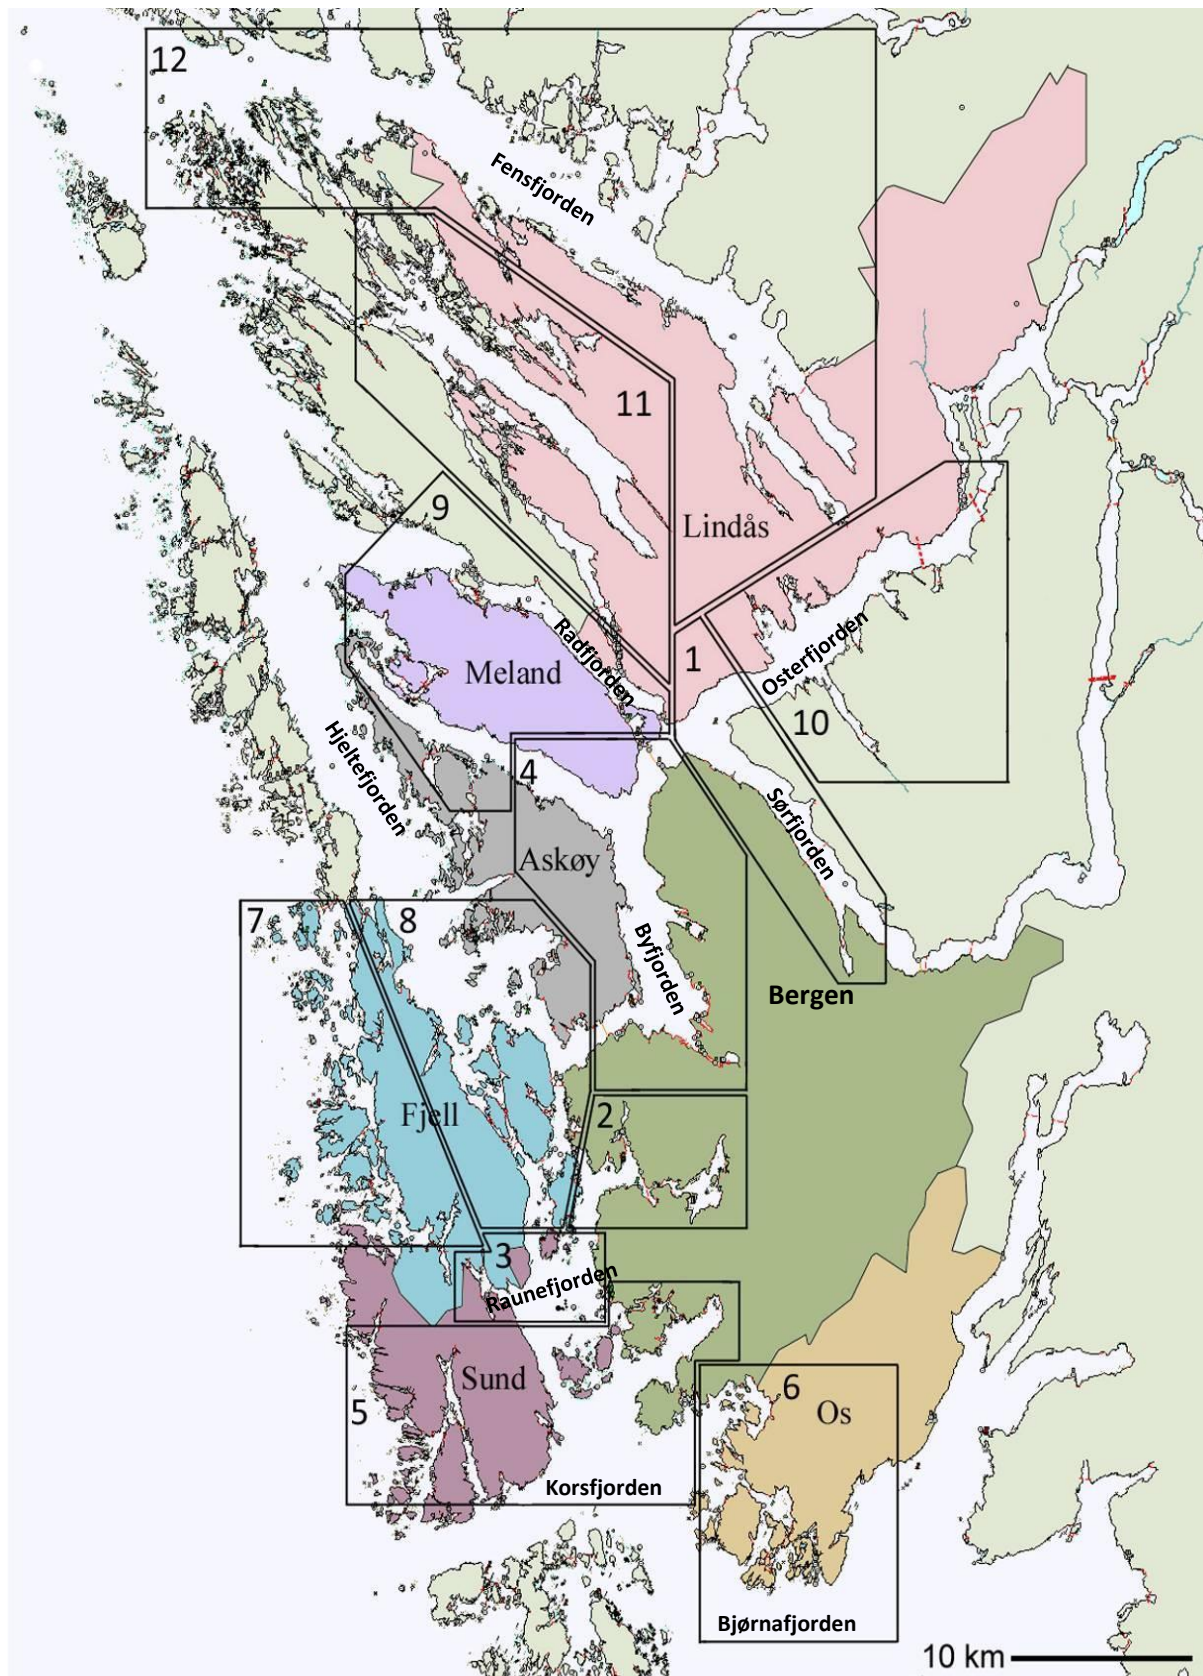 12
Fensfjorden
11
9
Lindås
Radfjorden
1
Osterfjorden
Meland
10
Hjeltefjorden
4
Sørfjorden
Askøy
7
8
Byfjorden
Bergen
Fjell
2
3
Raunefjorden
Sund
6
5
Os
Korsfjorden
Bjørnafjorden
10 km